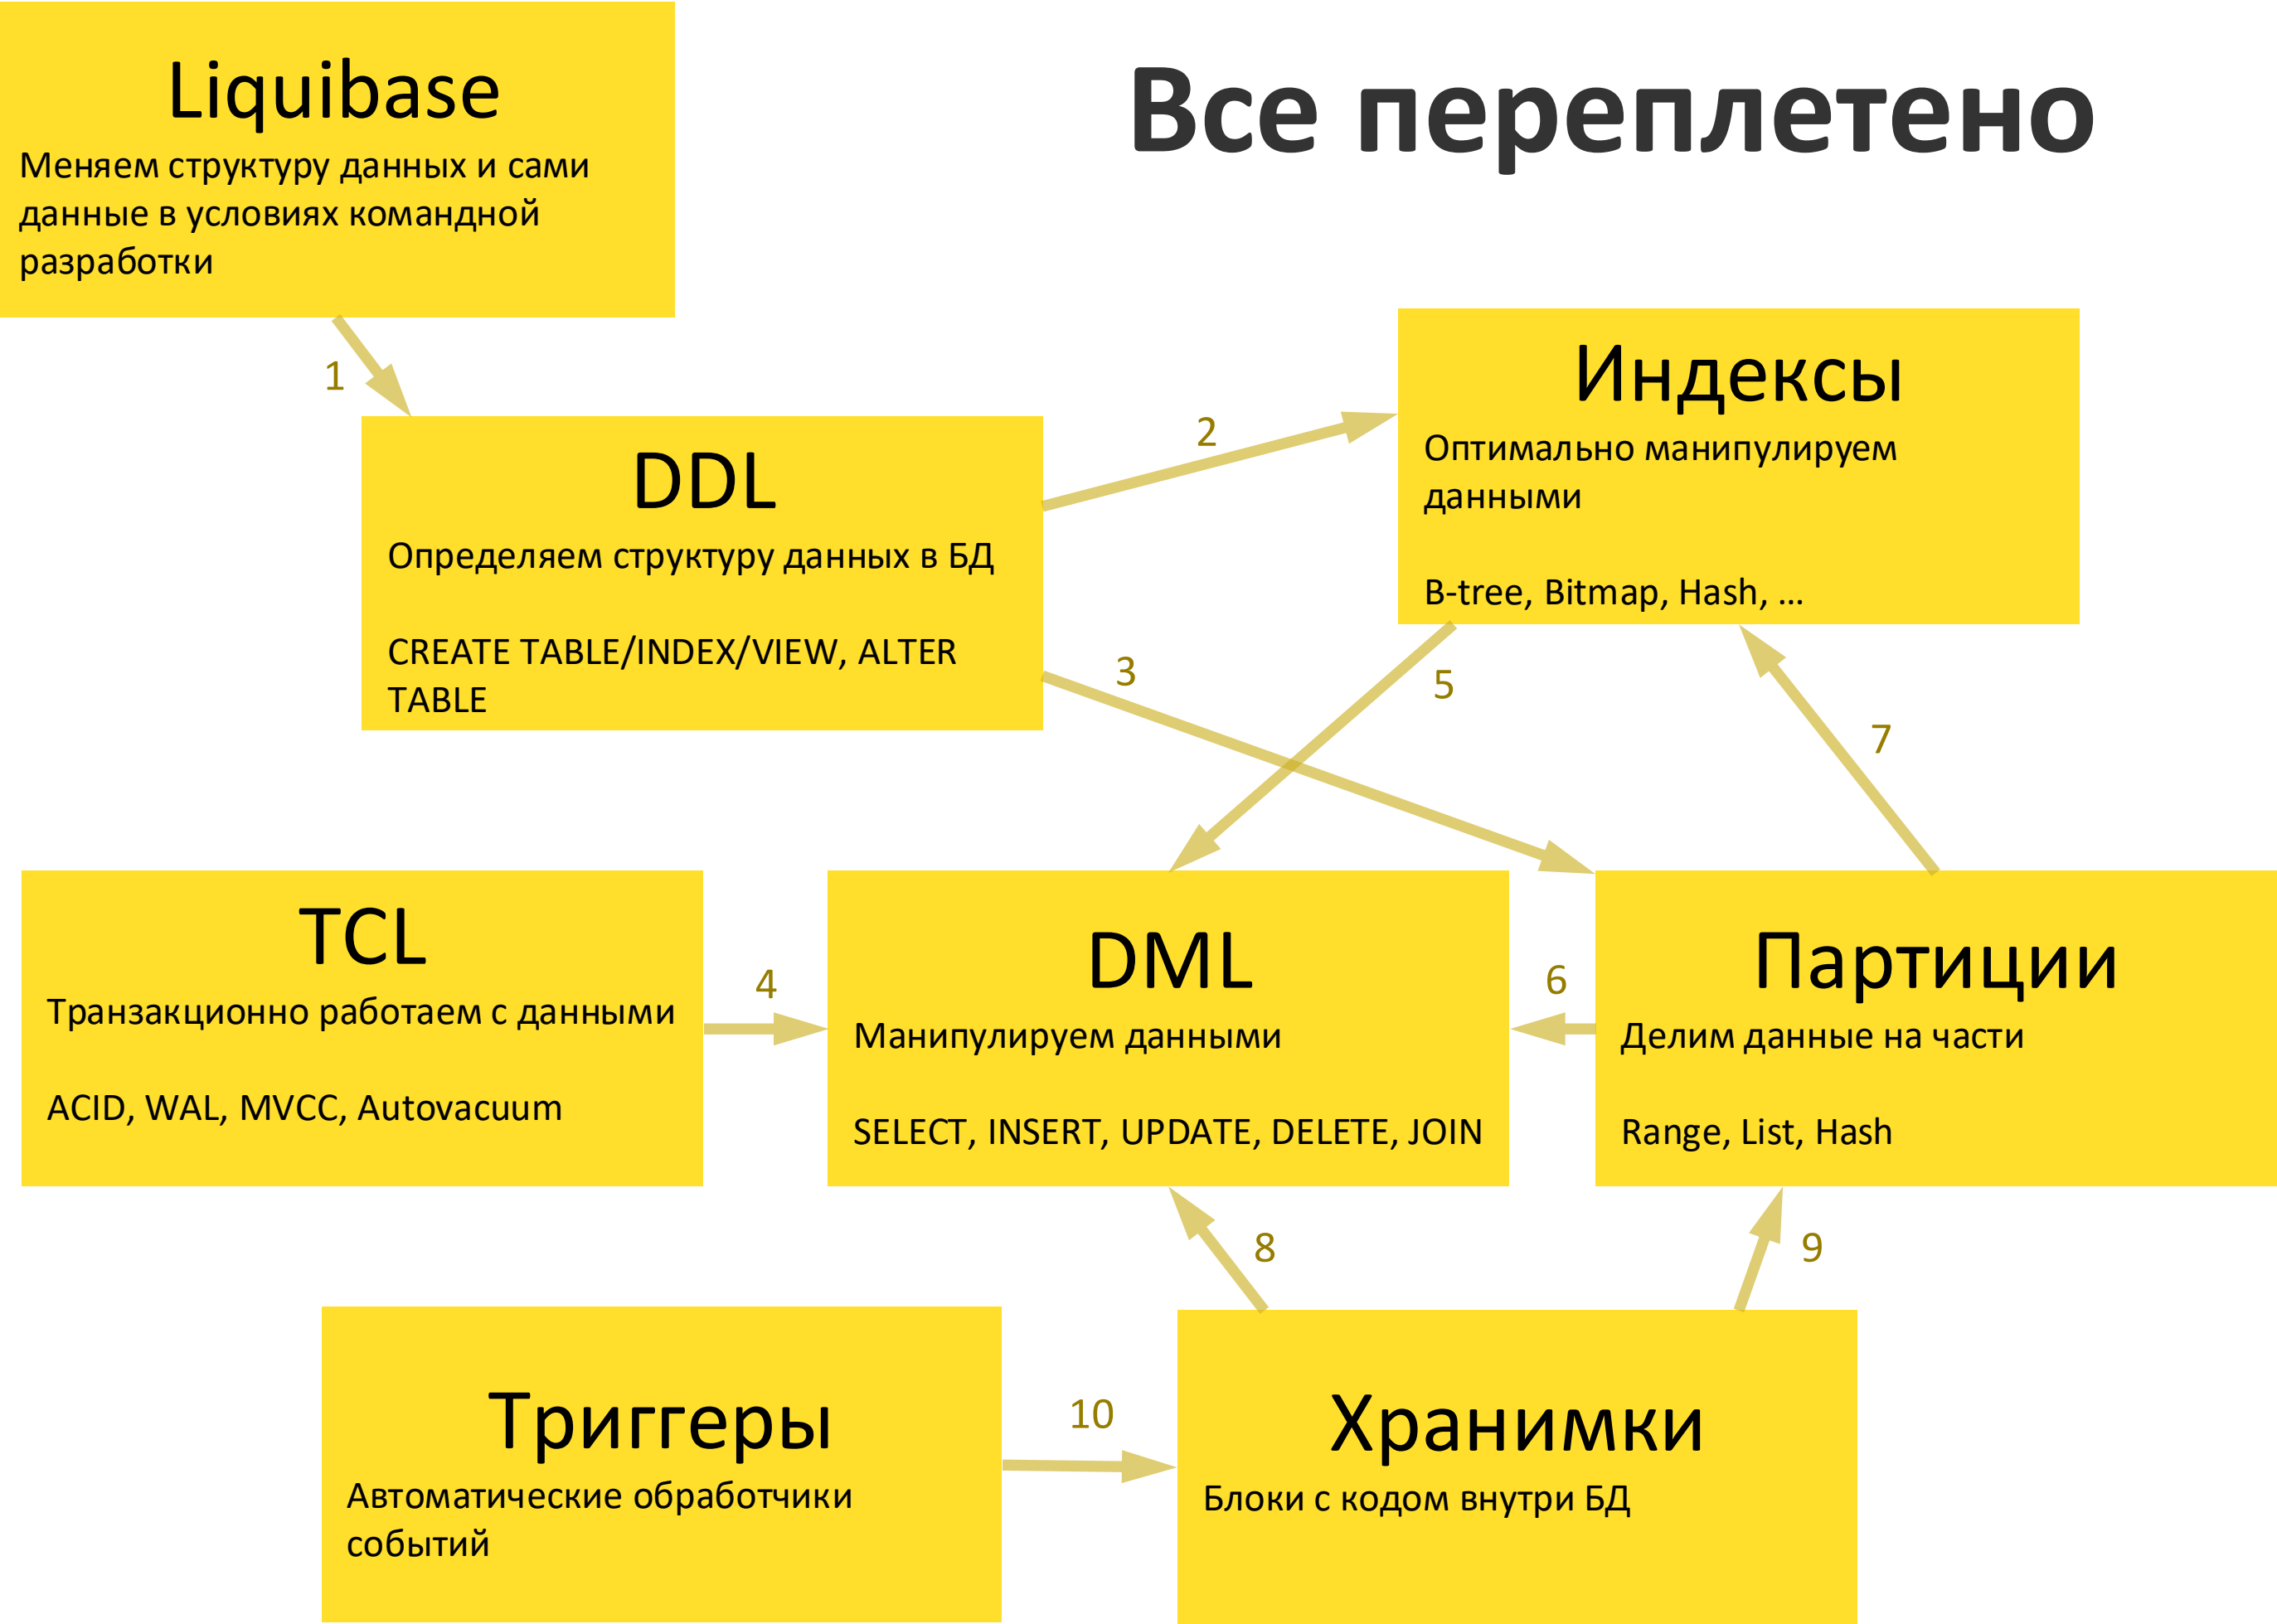 Liquibase
Меняем структуру данных и сами
данные в условиях командной
разработки
Все переплетено
1
DDL
Определяем структуру данных в БД
CREATE TABLE/INDEX/VIEW, ALTER
TABLE
2
Индексы
Оптимально манипулируем
данными
B-tree, Bitmap, Hash, ...
3
5
7
TCL
Транзакционно работаем с данными
ACID, WAL, MVCC, Autovacuum
4
DML
Манипулируем данными
SELECT, INSERT, UPDATE, DELETE, JOIN
6
Партиции
Делим данные на части
Range, List, Hash
8
9
Триггеры
Автоматические обработчики
событий
10
Хранимки
Блоки с кодом внутри БД